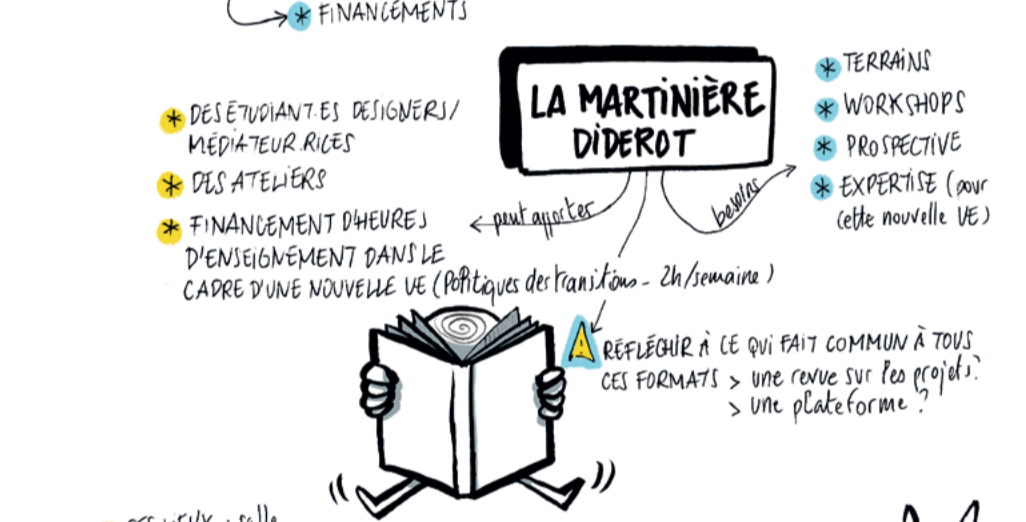 * FINANCEMENTS
LA MARTINIÈRE
DIDEROT
* DES ETUDIANT.ES DESIGNERS/
MÉDIATEUR.RICES
* DES ATELIERS
* FINANCEMENT D'HEURES
D'ENSEIGNEMENT DANS LE
CADRE D'UNE NOUVELLE UE (Politiques des transitions - 2h/semaine)
peut apporter
besoins
* TERRAINS
* WORKSHOPS
* PROSPECTIVE
* EXPERTISE (pour
cette nouvelle UE)
RÉFLÉCHIR À CE QUI FAIT COMMUN À TOUS
CES FORMATS > une revue sur les projets?
> une plateforme ?